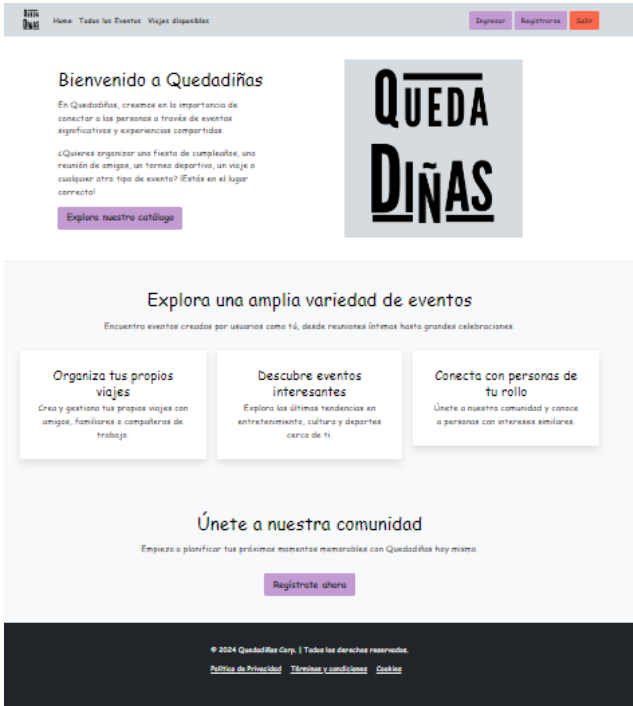 QUEDA
DIÑAS
Home Todos los Eventos Viajes disponibles
Ingresar Registrarse Salir
Bienvenido a Quedadiñas
En Quedadiñas, creemos en la importancia de
conectar a las personas a través de eventos
significativos y experiencias compartidas.
¿Quieres organizar una fiesta de cumpleaños, una
reunión de amigos, un torneo deportivo, un viaje o
cualquier otro tipo de evento? ¡Estás en el lugar
correcto!
Explora nuestro catálogo
QUEDA
DIÑAS
Explora una amplia variedad de eventos
Encuentra eventos creados por usuarios como tú, desde reuniones íntimas hasta grandes celebraciones.
Organiza tus propios
viajes
Crea y gestiona tus propios viajes con
amigos, familiares o compañeros de
trabajo.
Descubre eventos
interesantes
Explora las últimas tendencias en
entretenimiento, cultura y deportes
cerca de ti.
Conecta con personas de
tu rollo
Únete a nuestra comunidad y conoce
a personas con intereses similares.
Únete a nuestra comunidad
Empieza a planificar tus próximos momentos memorables con Quedadiñas hoy mismo.
Regístrate ahora
© 2024 Quedadiñas Corp. | Todos los derechos reservados.
Política de Privacidad Términos y condiciones Cookies